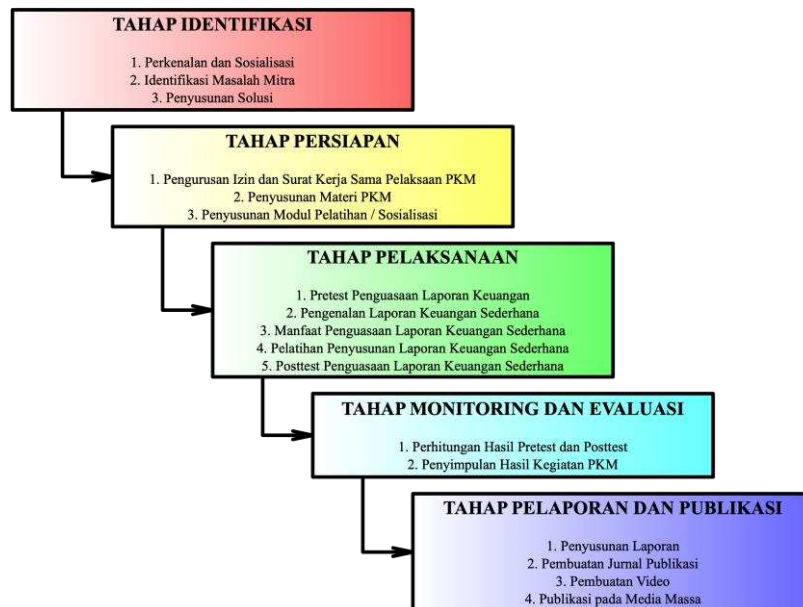 TAHAP IDENTIFIKASI
1. Perkenalan dan Sosialisasi
2. Identifikasi Masalah Mitra
3. Penyusunan Solusi
TAHAP PERSIAPAN
1. Pengurusan Izin dan Surat Kerja Sama Pelaksaan PKM
2. Penyusunan Materi PKM
3. Penyusunan Modul Pelatihan / Sosialisasi
TAHAP PELAKSANAAN
1. Pretest Penguasaan Laporan Keuangan
2. Pengenalan Laporan Keuangan Sederhana
3. Manfaat Penguasaan Laporan Keuangan Sederhana
4. Pelatihan Penyusunan Laporan Keuangan Sederhana
5. Posttest Penguasaan Laporan Keuangan Sederhana
TAHAP MONITORING DAN EVALUASI
1. Perhitungan Hasil Pretest dan Posttest
2. Penyimpulan Hasil Kegiatan PKM
TAHAP PELAPORAN DAN PUBLIKASI
1. Penyusunan Laporan
2. Pembuatan Jurnal Publikasi
3. Pembuatan Video
4. Publikasi pada Media Massa